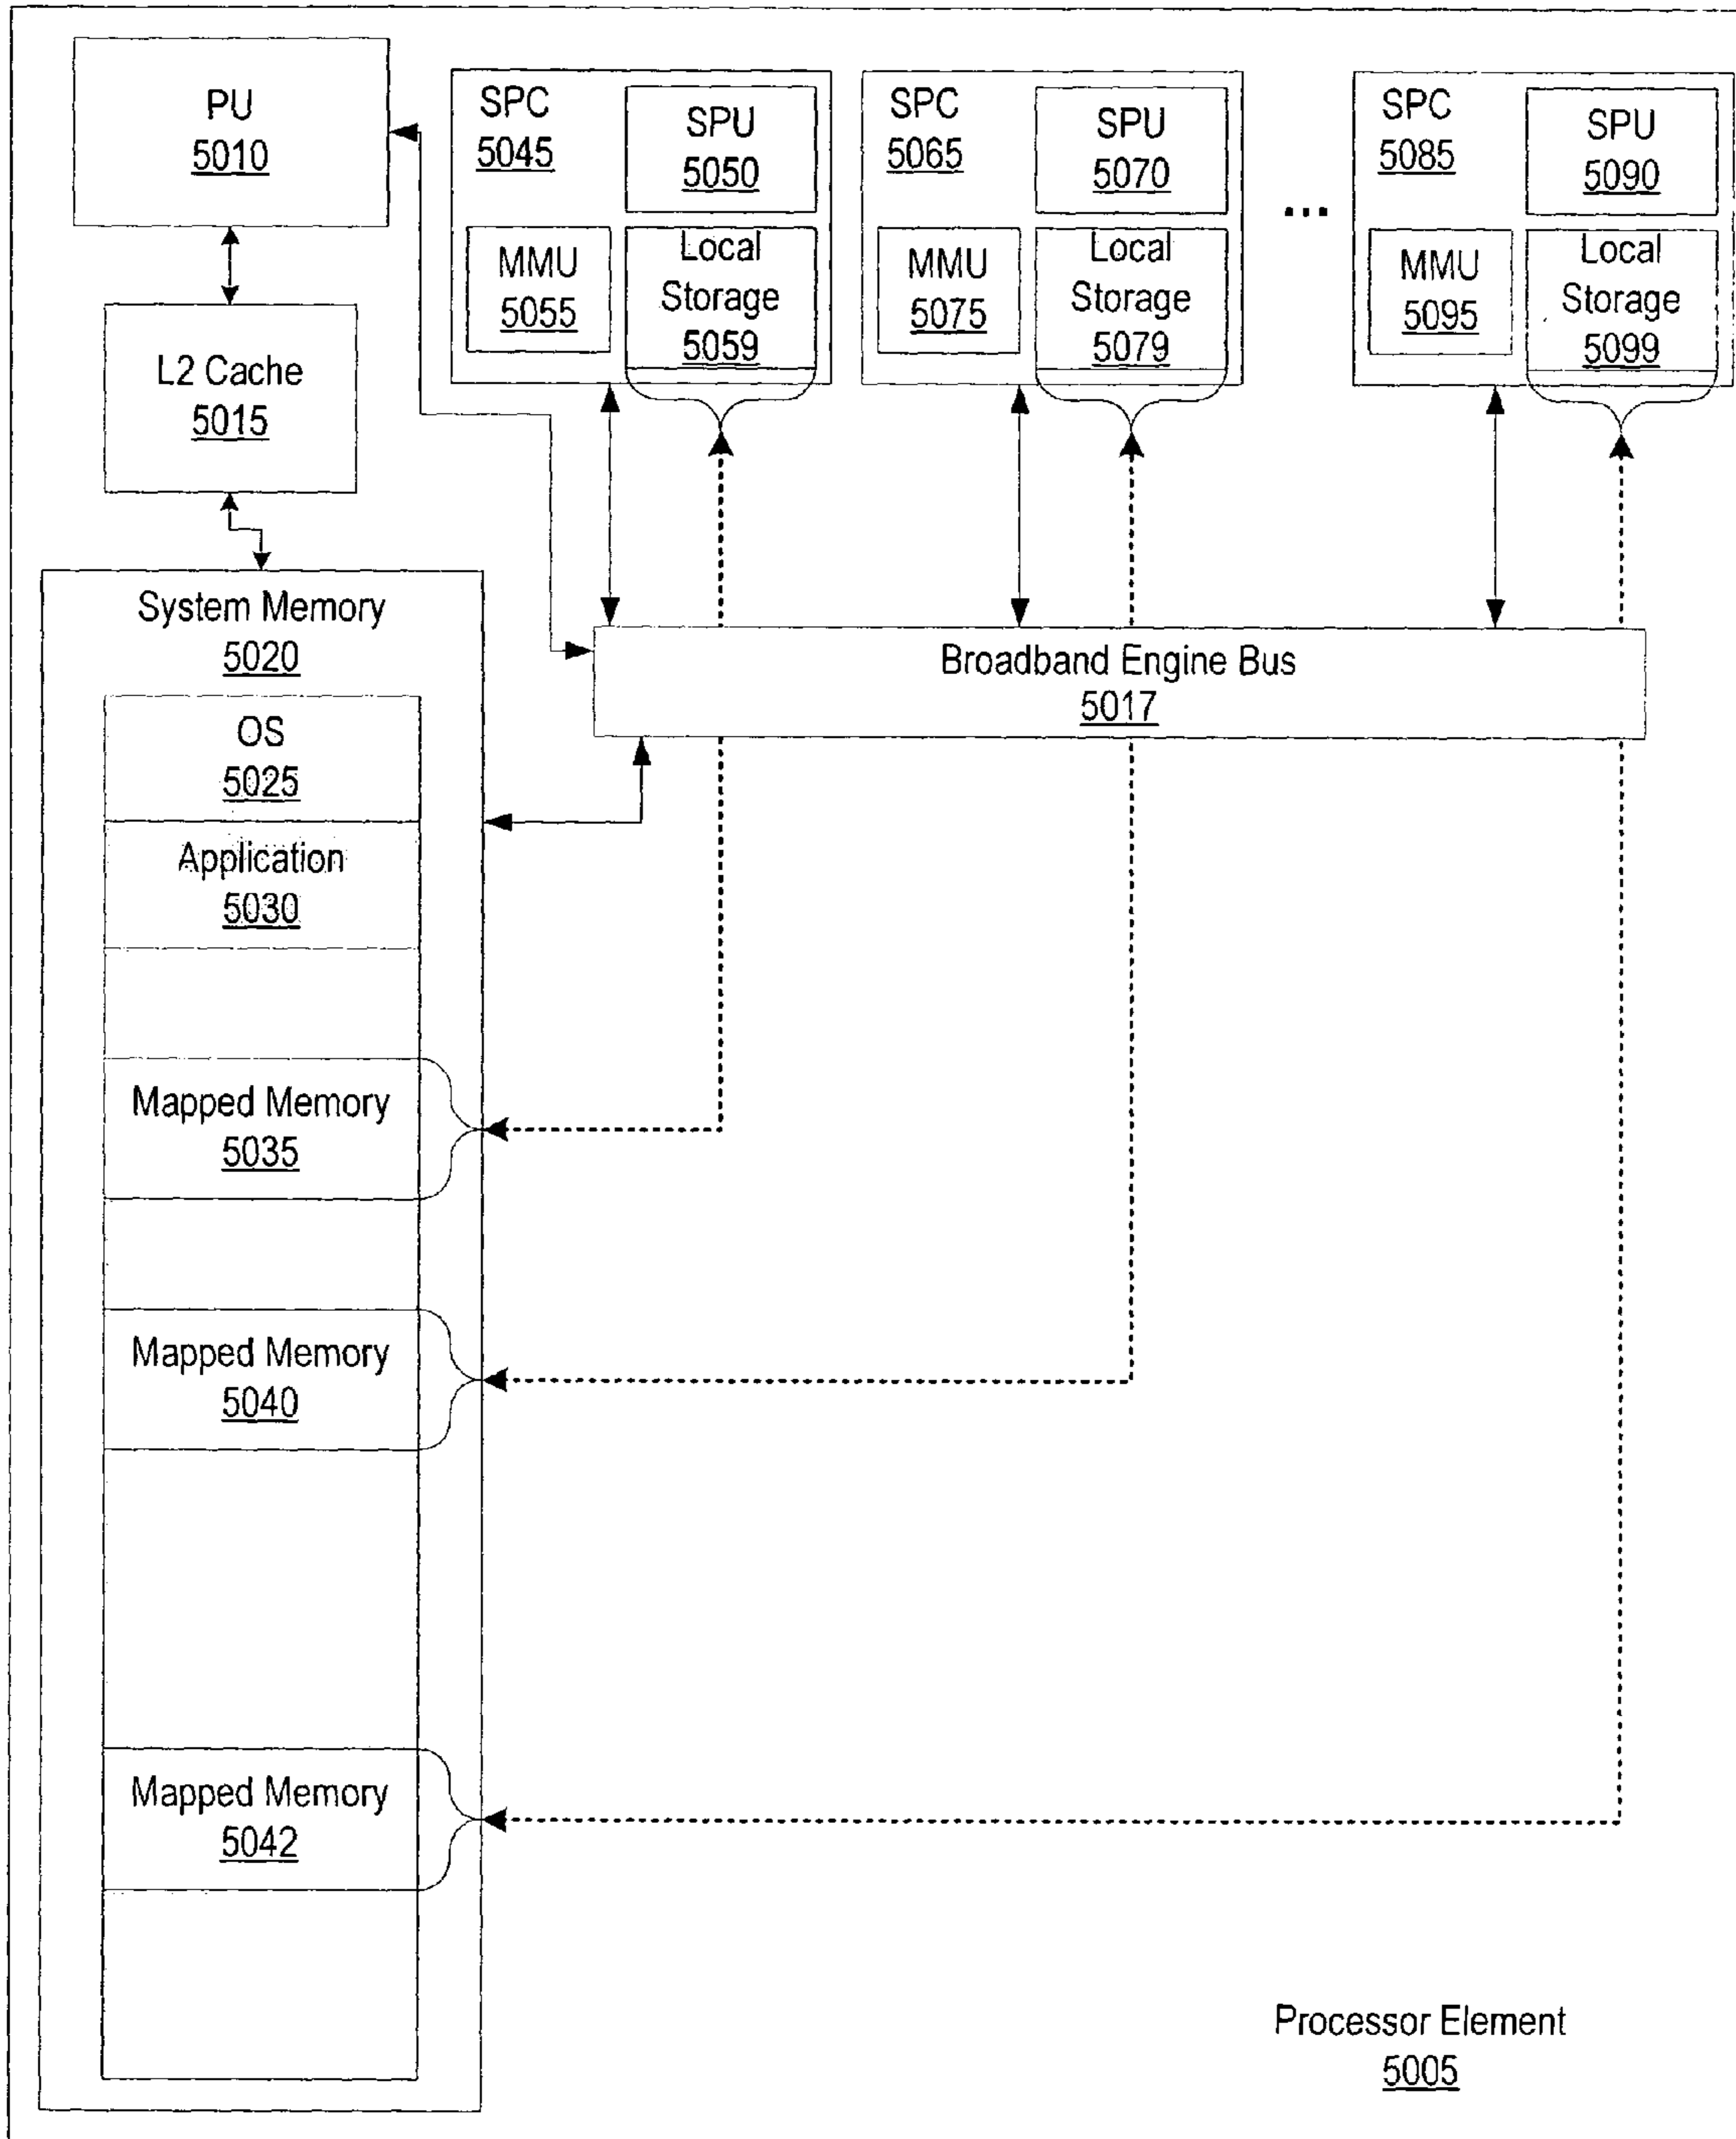 PU
5010
L2 Cache
5015
SPC
5045
SPU
5050
MMU
5055
Local
Storage
5059
SPC
5065
SPU
5070
MMU
5075
Local
Storage
5079
...
SPC
5085
SPU
5090
MMU
5095
Local
Storage
5099
Broadband Engine Bus
5017
System Memory
5020
OS
5025
Application
5030
Mapped Memory
5035
Mapped Memory
5040
Mapped Memory
5042
Processor Element
5005